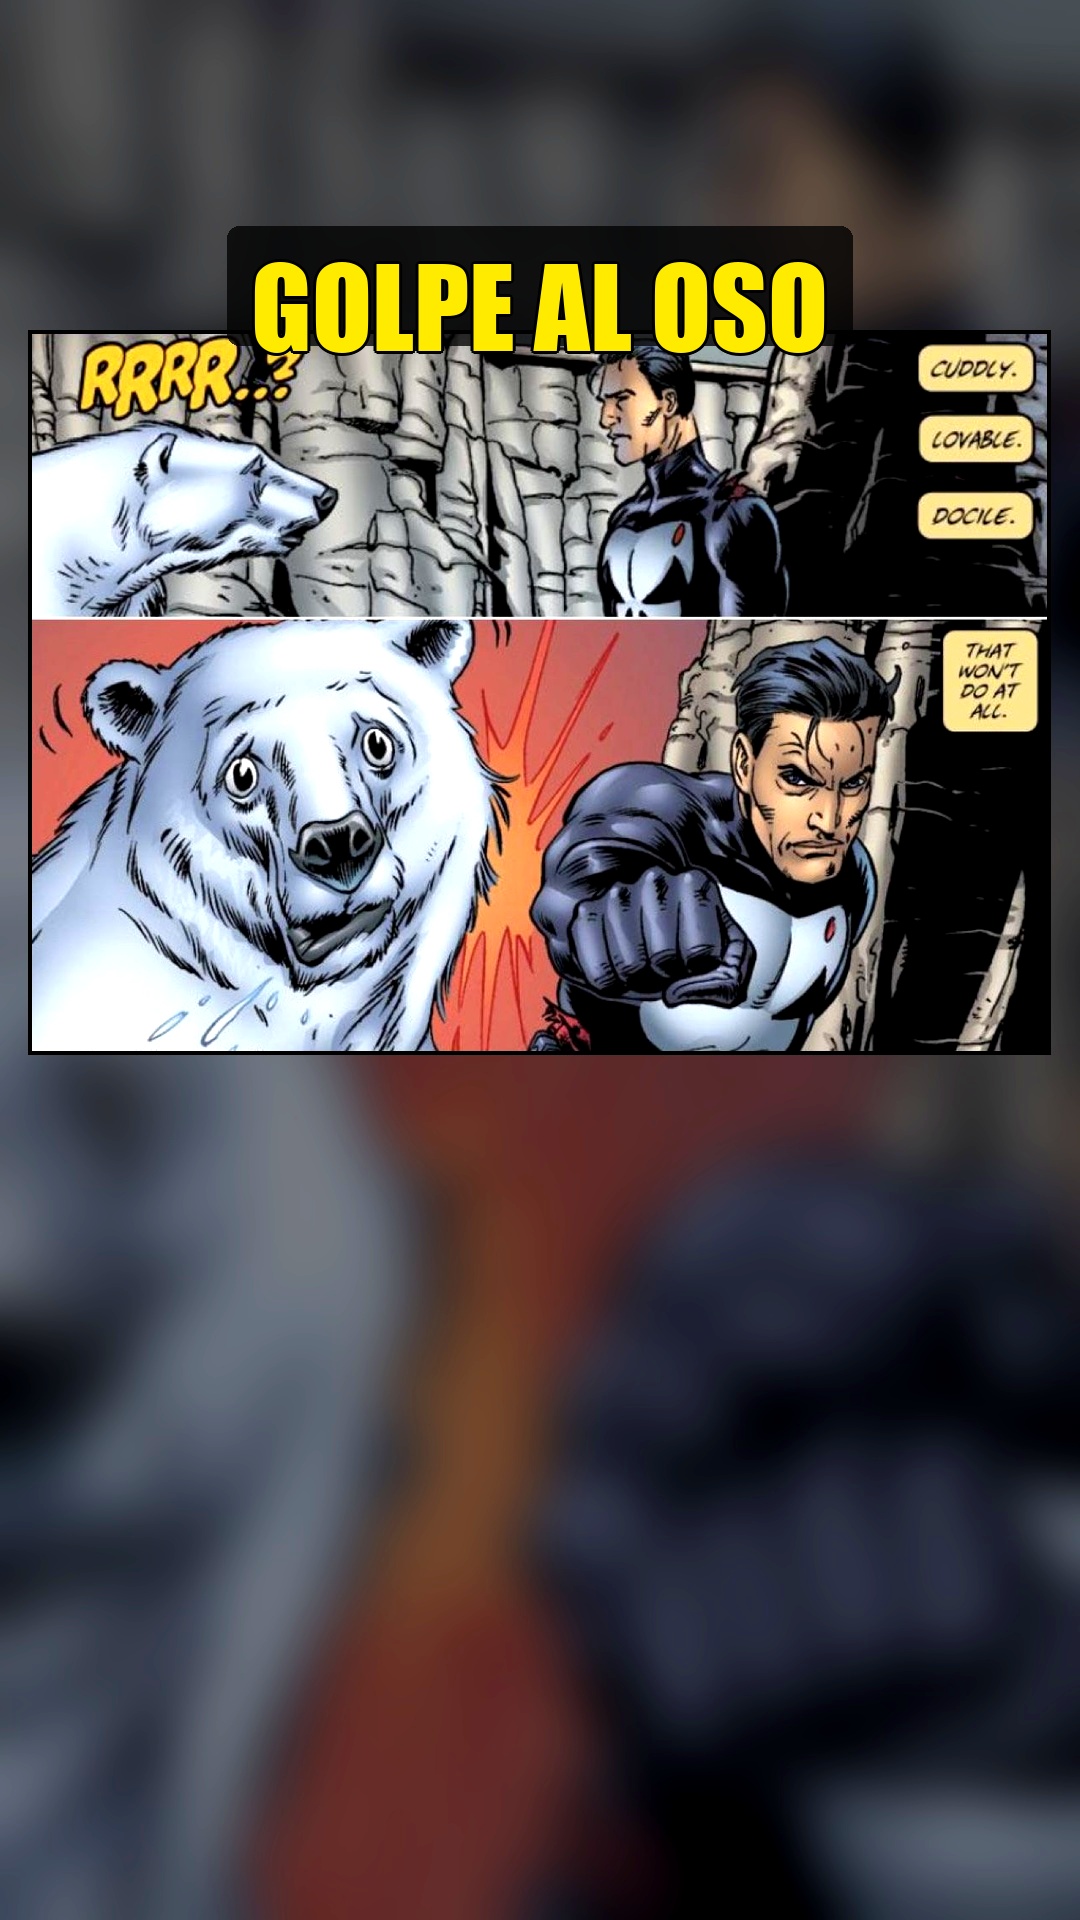 GOLPE AL OSO
RRRR..?
CUDDLY.
LOVABLE.
DOCILE.
THAT
WON'T
DO AT
ALL.